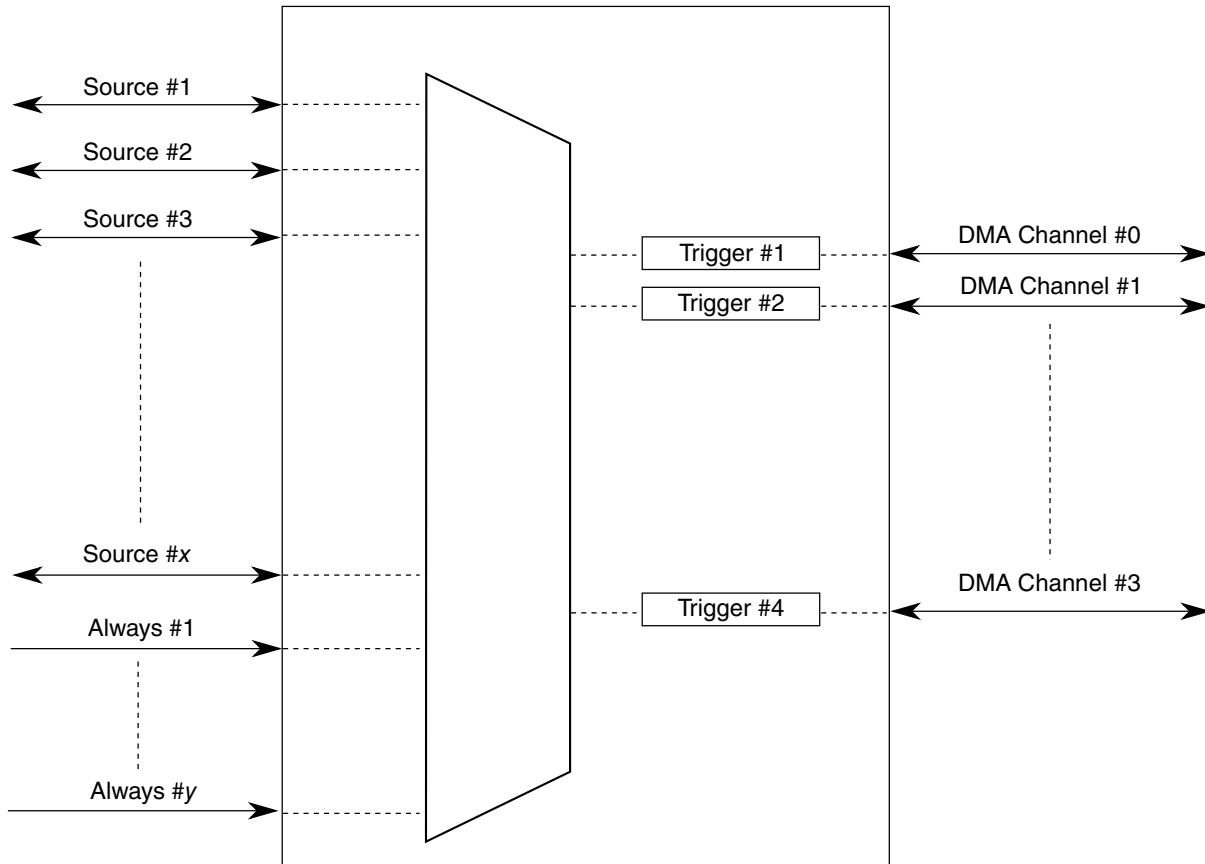 Source #1
Source #2
Source #3
Source #x
Always #1
Always #y
Trigger #1
Trigger #2
Trigger #4
DMA Channel #0
DMA Channel #1
DMA Channel #3